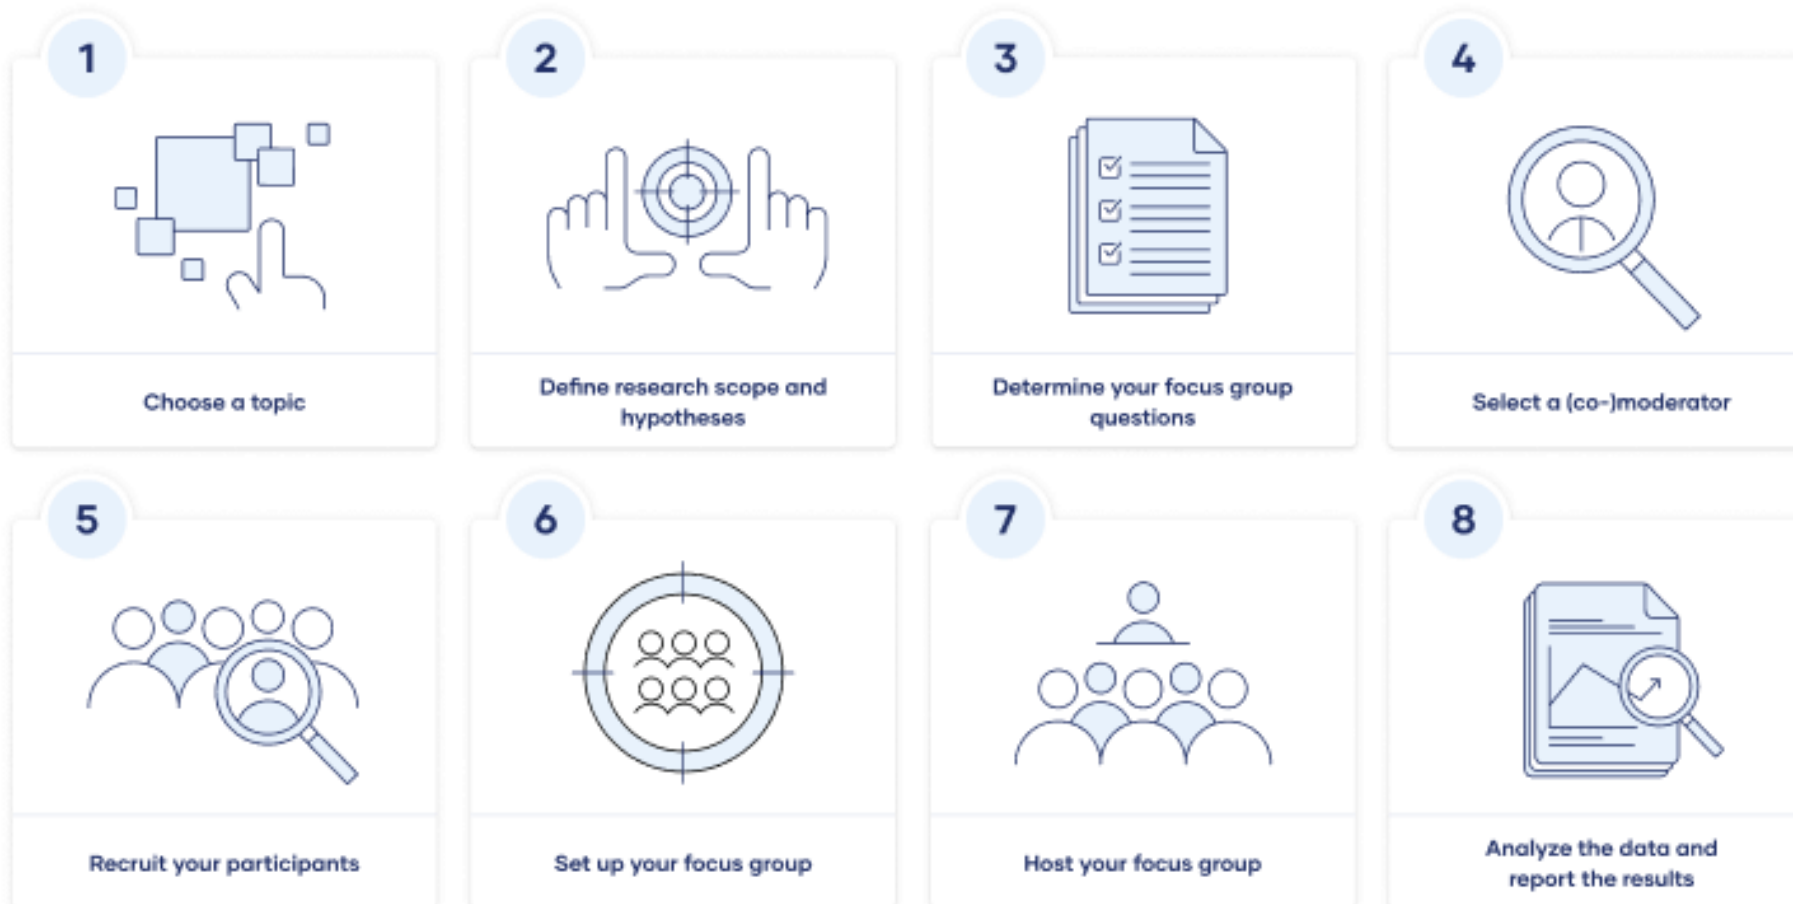 1
2
3
4
Choose a topic
Define research scope and
hypotheses
Determine your focus group
questions
Select a (co-)moderator
5
6
7
8
Recruit your participants
Set up your focus group
Host your focus group
Analyze the data and
report the results